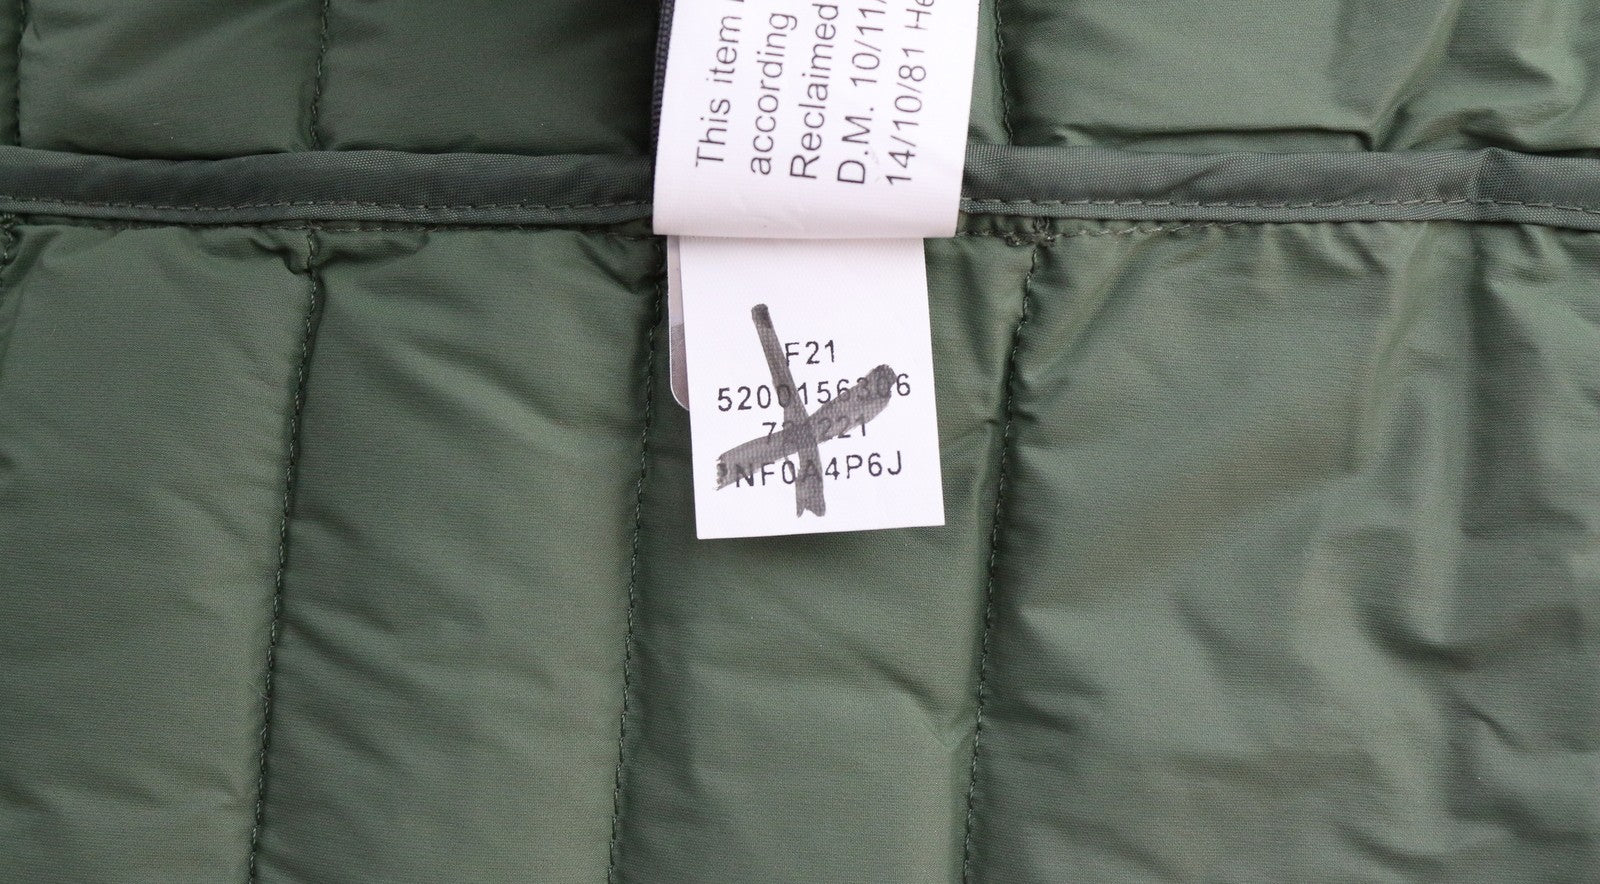 This item
according
Reclaimed
D.M. 10/11/
14/10/81 He
F21
5200156306
NF0A4P6J